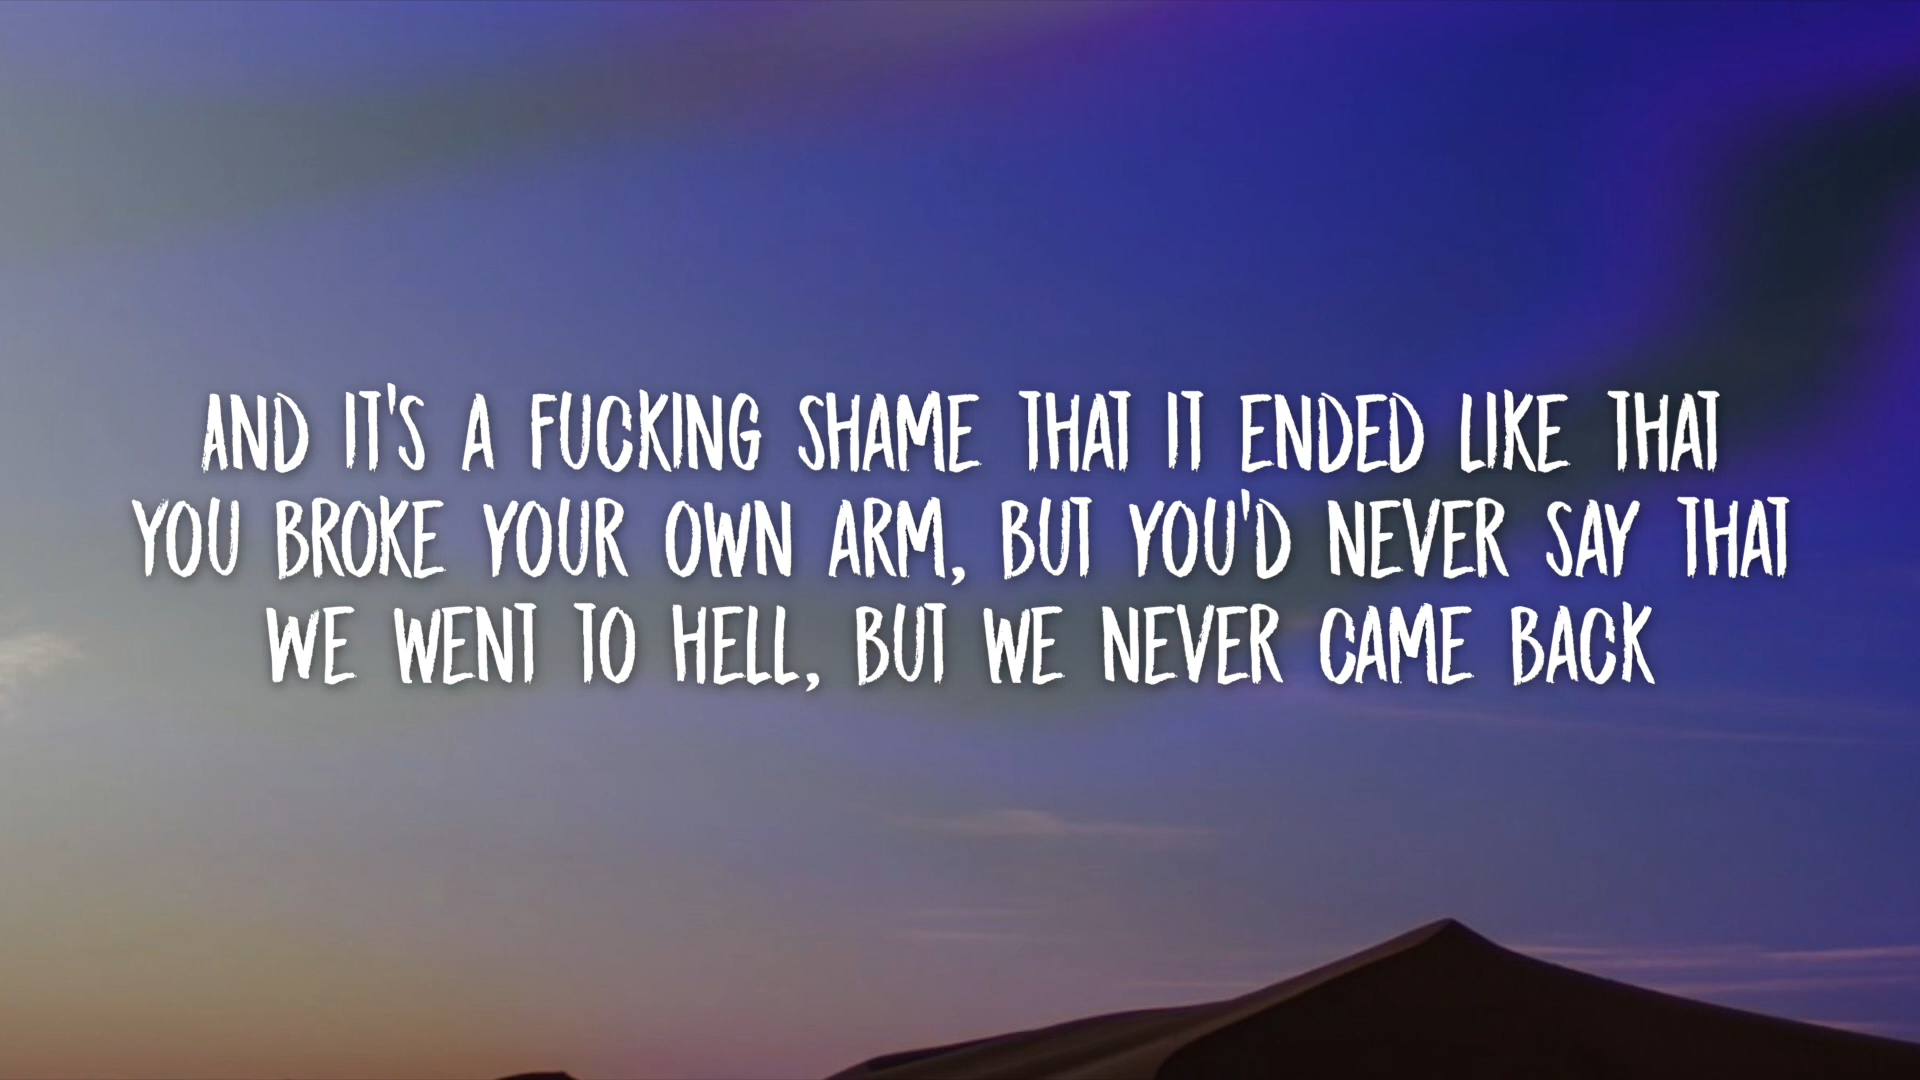 AND IT'S A FUCKING SHAME THAT IT ENDED LIKE THAT
YOU BROKE YOUR OWN ARM, BUT YOU'D NEVER SAY THAT
WE WENT TO HELL, BUT WE NEVER CAME BACK